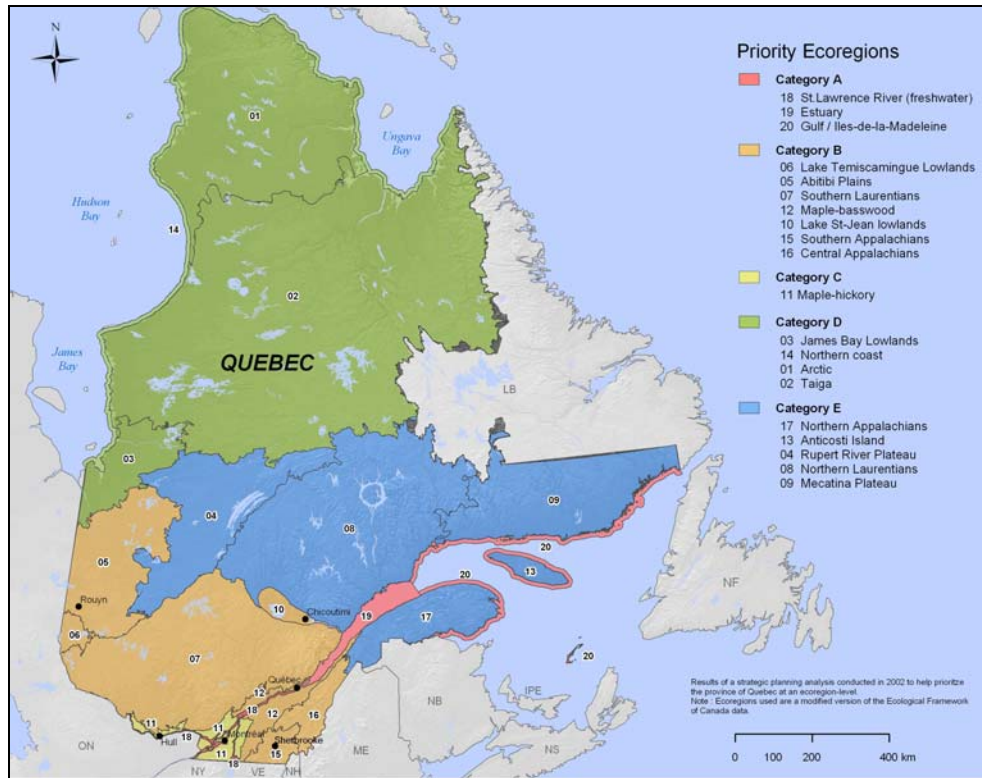 N
Priority Ecoregions
Category A
18 St.Lawrence River (freshwater)
19 Estuary
20 Gulf / Iles-de-la-Madeleine
Category B
06 Lake Temiscamingue Lowlands
05 Abitibi Plains
07 Southern Laurentians
12 Maple-basswood
10 Lake St-Jean lowlands
15 Southern Appalachians
16 Central Appalachians
Category C
11 Maple-hickory
Category D
03 James Bay Lowlands
14 Northern coast
01 Arctic
02 Taiga
Category E
17 Northern Appalachians
13 Anticosti Island
04 Rupert River Plateau
08 Northern Laurentians
09 Mecatina Plateau
01
Ungava
Bay
Hudson
Bay
14
02
James
Bay
QUEBEC
LB
03
04
09
08
05
20
13
20
Rouyn
10
Chicoutimi
19
17
06
07
NF
20
Québec
12
18
12
16
11
18
11
Montréal
Hull
11
Sherbrooke
15
18
ON
NY
VE
NH
ME
NB
IPE
NS
Results of a strategic planning analysis conducted in 2002 to help prioritze
the province of Quebec at an ecoregion-level.
Note : Ecoregions used are a modified version of the Ecological Framework
of Canada data.
0 100 200 400 km